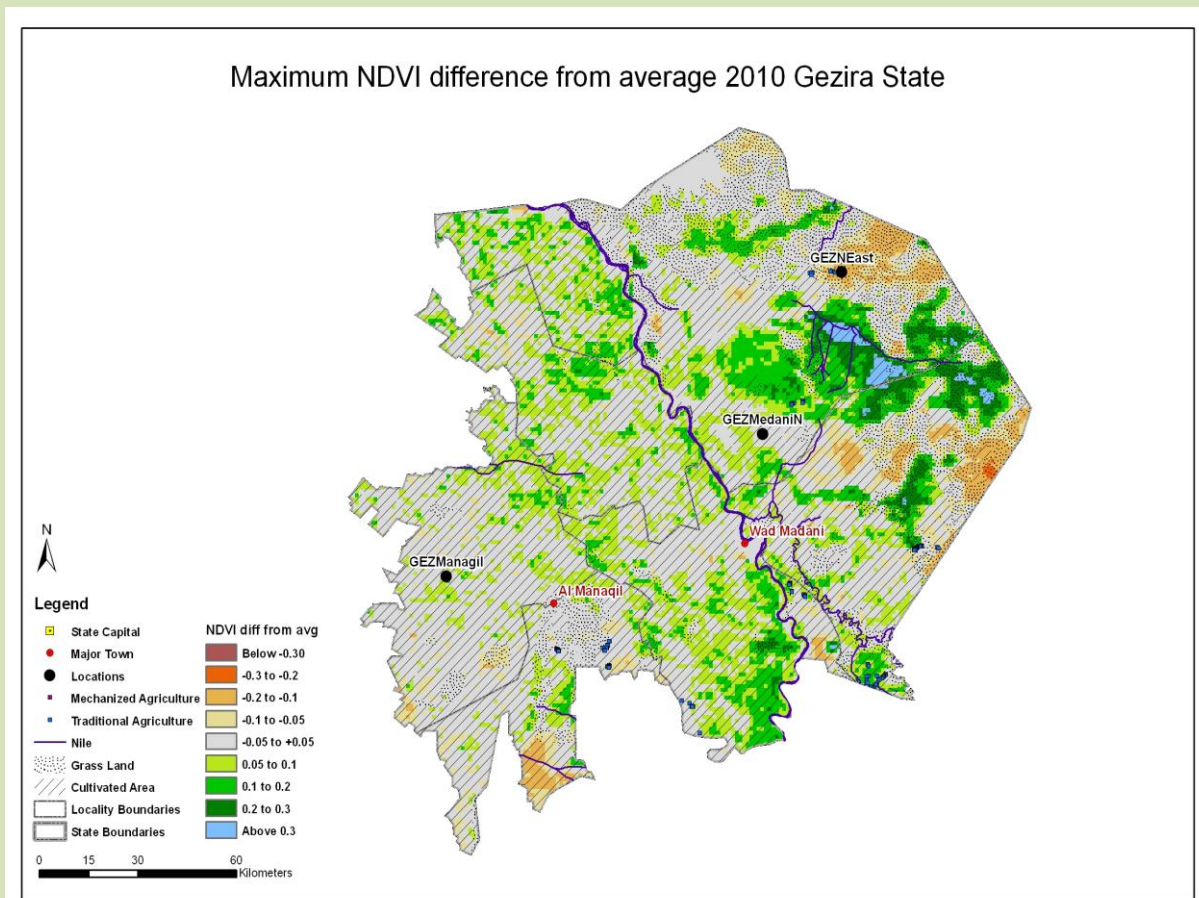 Maximum NDVI difference from average 2010 Gezira State
GEZNEast
GEZMedaniN
Wad Madani
GEZManagil
Al Manaqil
N
Legend
State Capital
Major Town
Locations
Mechanized Agriculture
Traditional Agriculture
Nile
Grass Land
Cultivated Area
Locality Boundaries
State Boundaries
NDVI diff from avg
Below -0.30
-0.3 to -0.2
-0.2 to -0.1
-0.1 to -0.05
-0.05 to +0.05
0.05 to 0.1
0.1 to 0.2
0.2 to 0.3
Above 0.3
0 15 30 60
Kilometers